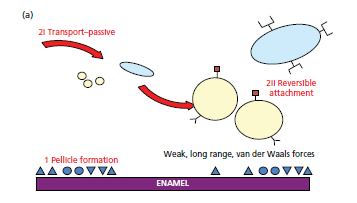 (a)
2I Transport–passive
2II Reversible
attachment
1 Pellicle formation
Weak, long range, van der Waals forces
ENAMEL